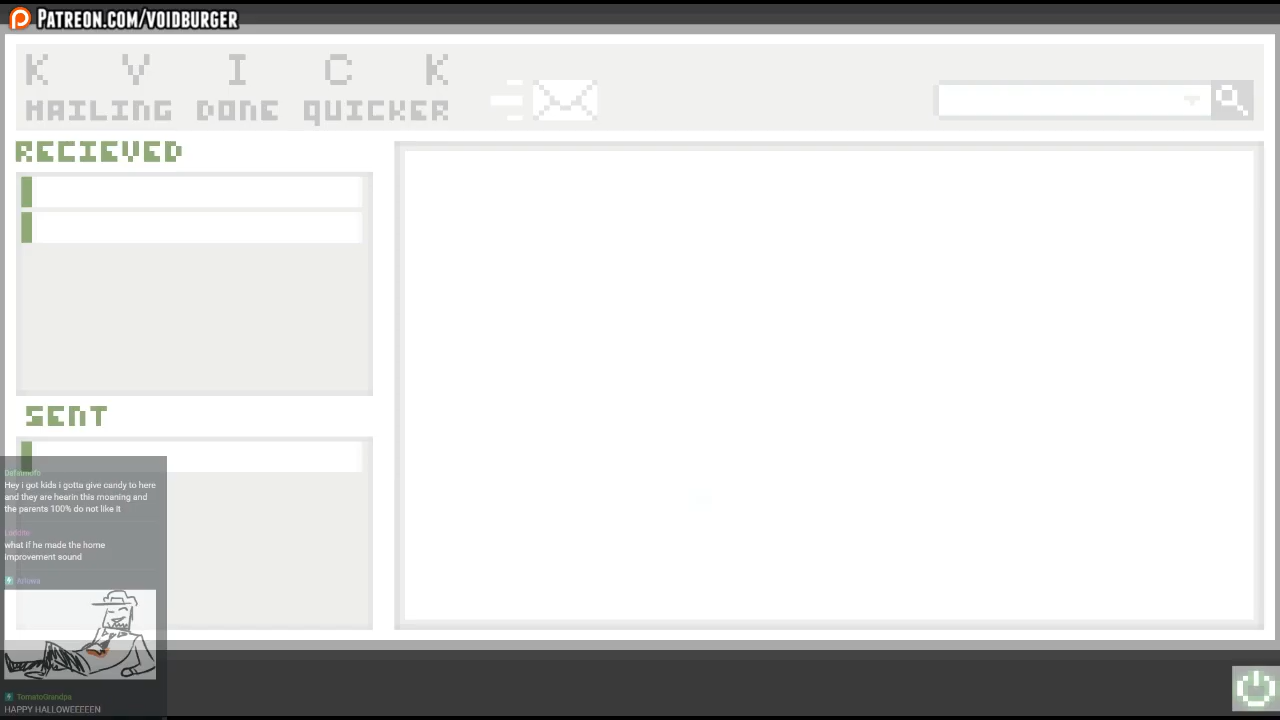 PATREON.COM/VOIDBURGER
K V I C K
MAILING DONE QUICKER
RECIEVED
SENT
Hey i got kids i gotta give candy to here
and they are hearin this moaning and
the parents 100% do not like it
what if he made the home
improvement sound
TomatoGrandpa
HAPPY HALLOWEEEEEN